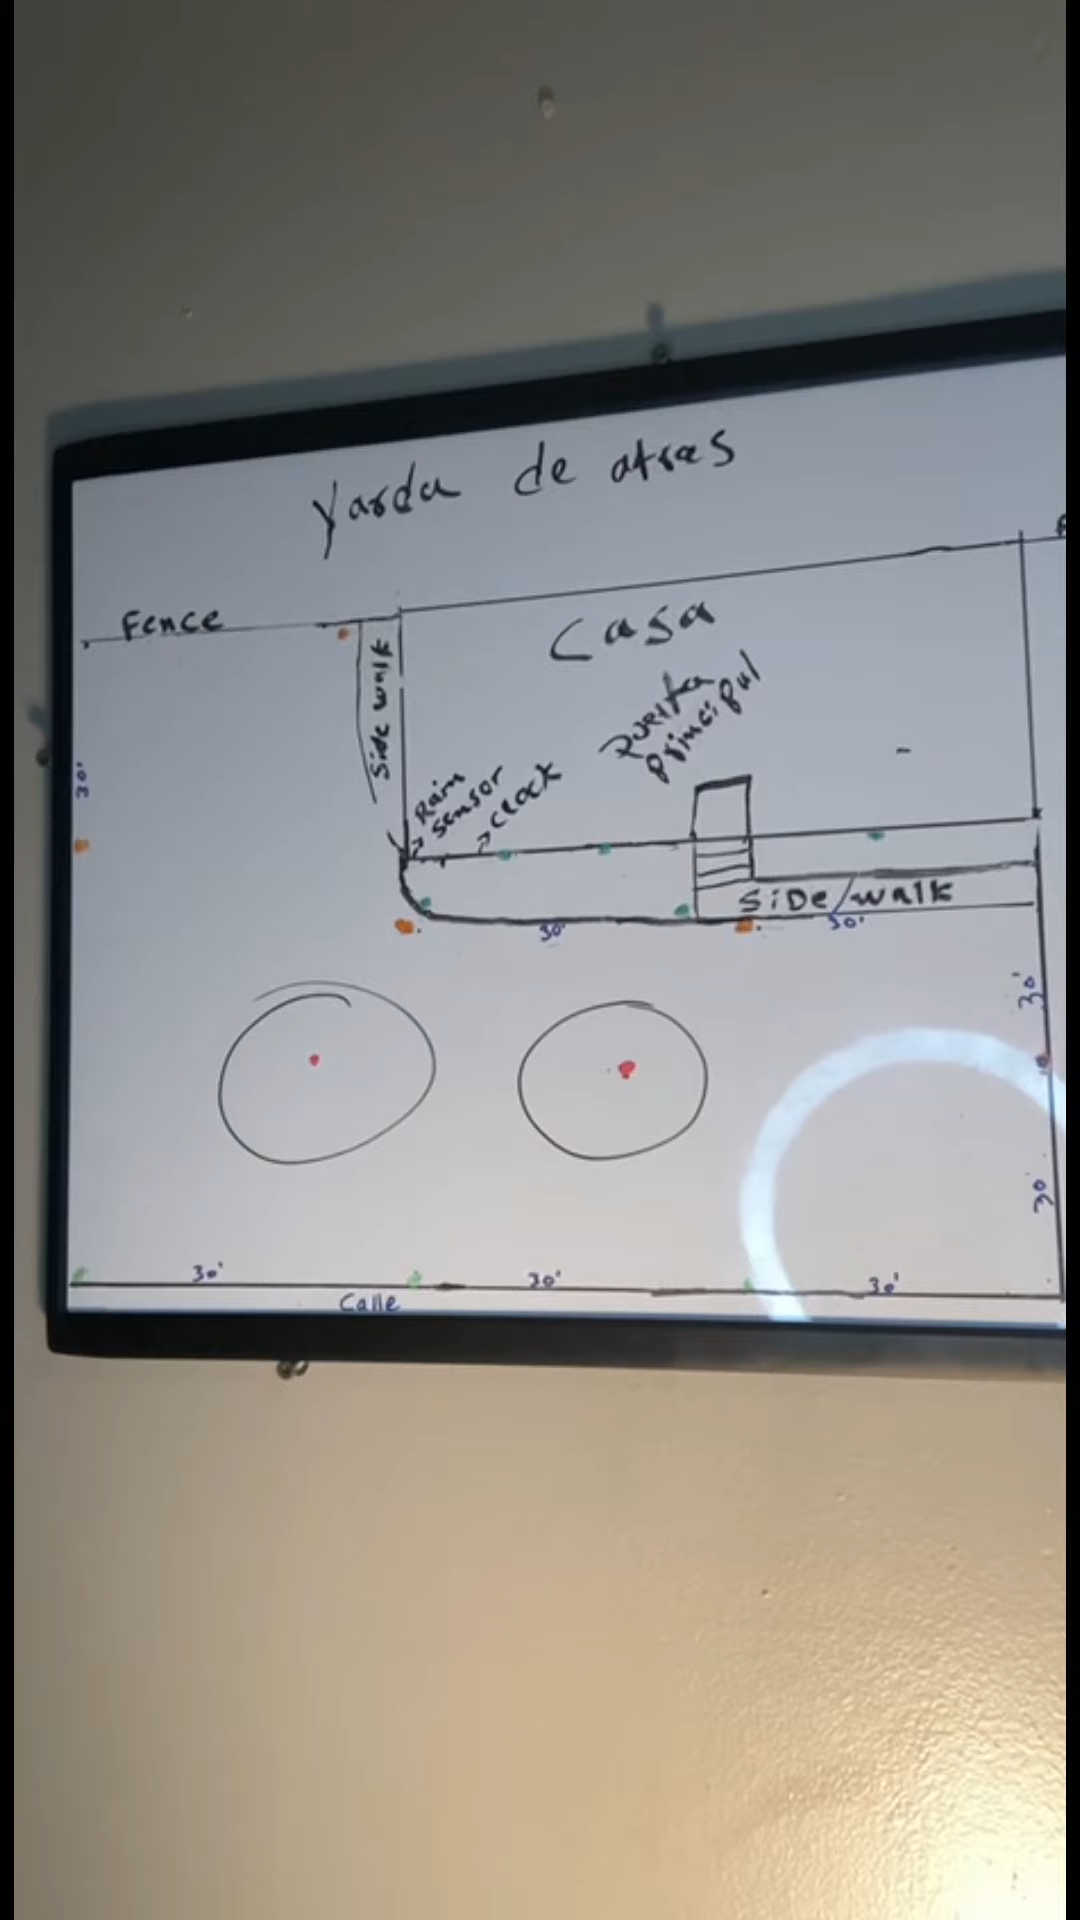 Yarda de atras
Fence
Casa
Side walk
Puerta
Principal
Rain
sensor
clock
30'
SiDe/walk
30'
30'
30'
30'
30'
30'
30'
Calle